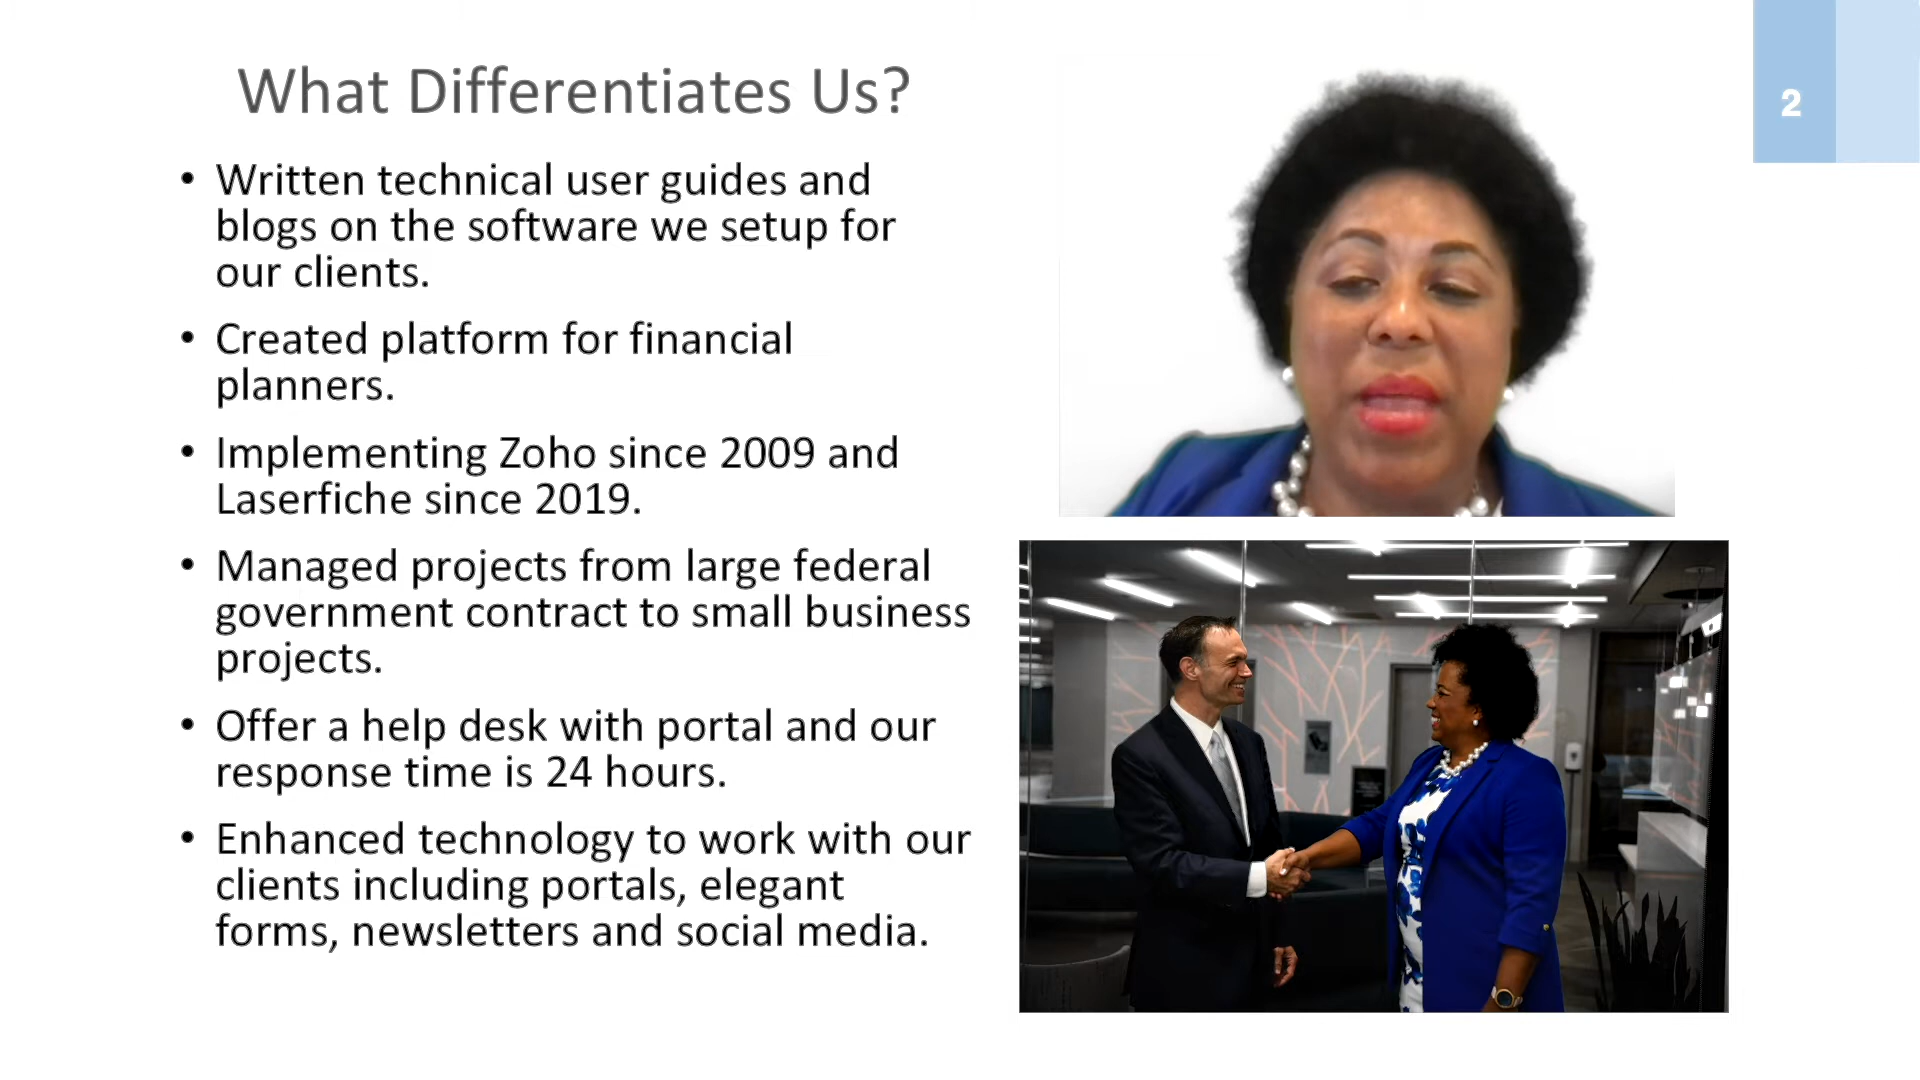 What Differentiates Us?
2
• Written technical user guides and
blogs on the software we setup for
our clients.
• Created platform for financial
planners.
• Implementing Zoho since 2009 and
Laserfiche since 2019.
• Managed projects from large federal
government contract to small business
projects.
• Offer a help desk with portal and our
response time is 24 hours.
• Enhanced technology to work with our
clients including portals, elegant
forms, newsletters and social media.